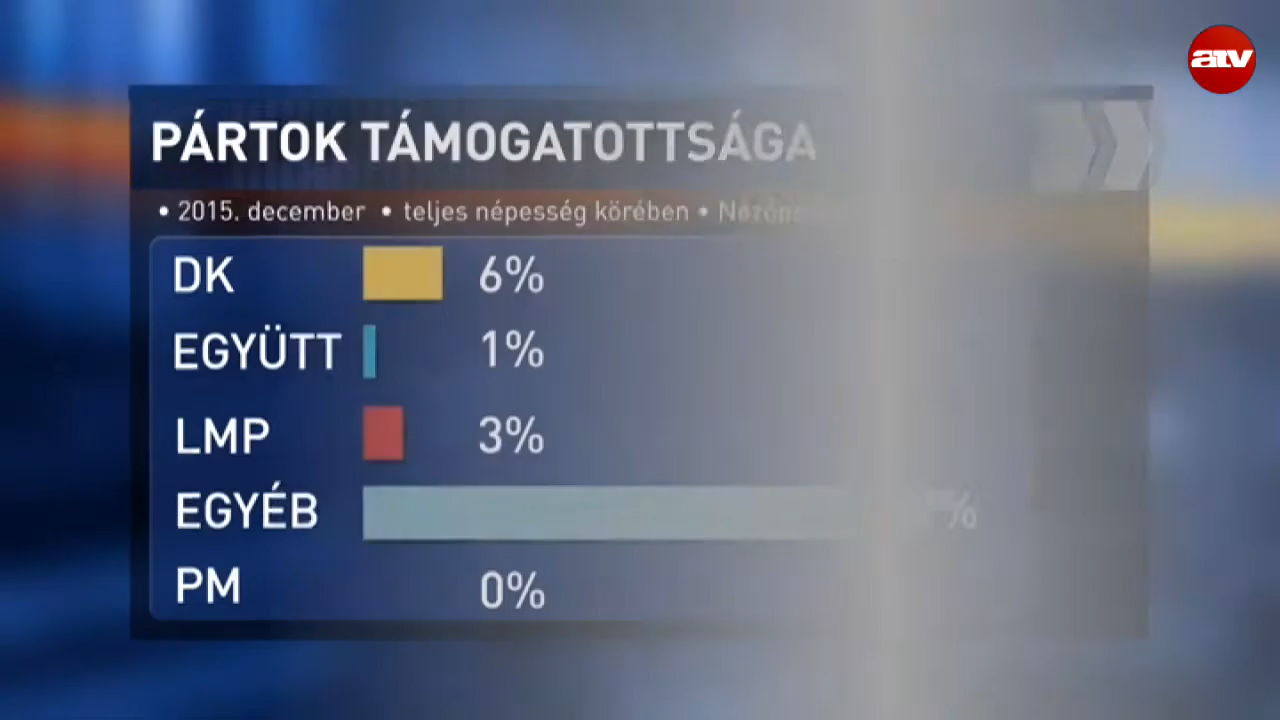 atv
PÁRTOK TÁMOGATOTTSÁGA
• 2015. december • teljes népesség körében •
DK 6%
EGYÜTT 1%
LMP 3%
EGYÉB %
PM 0%